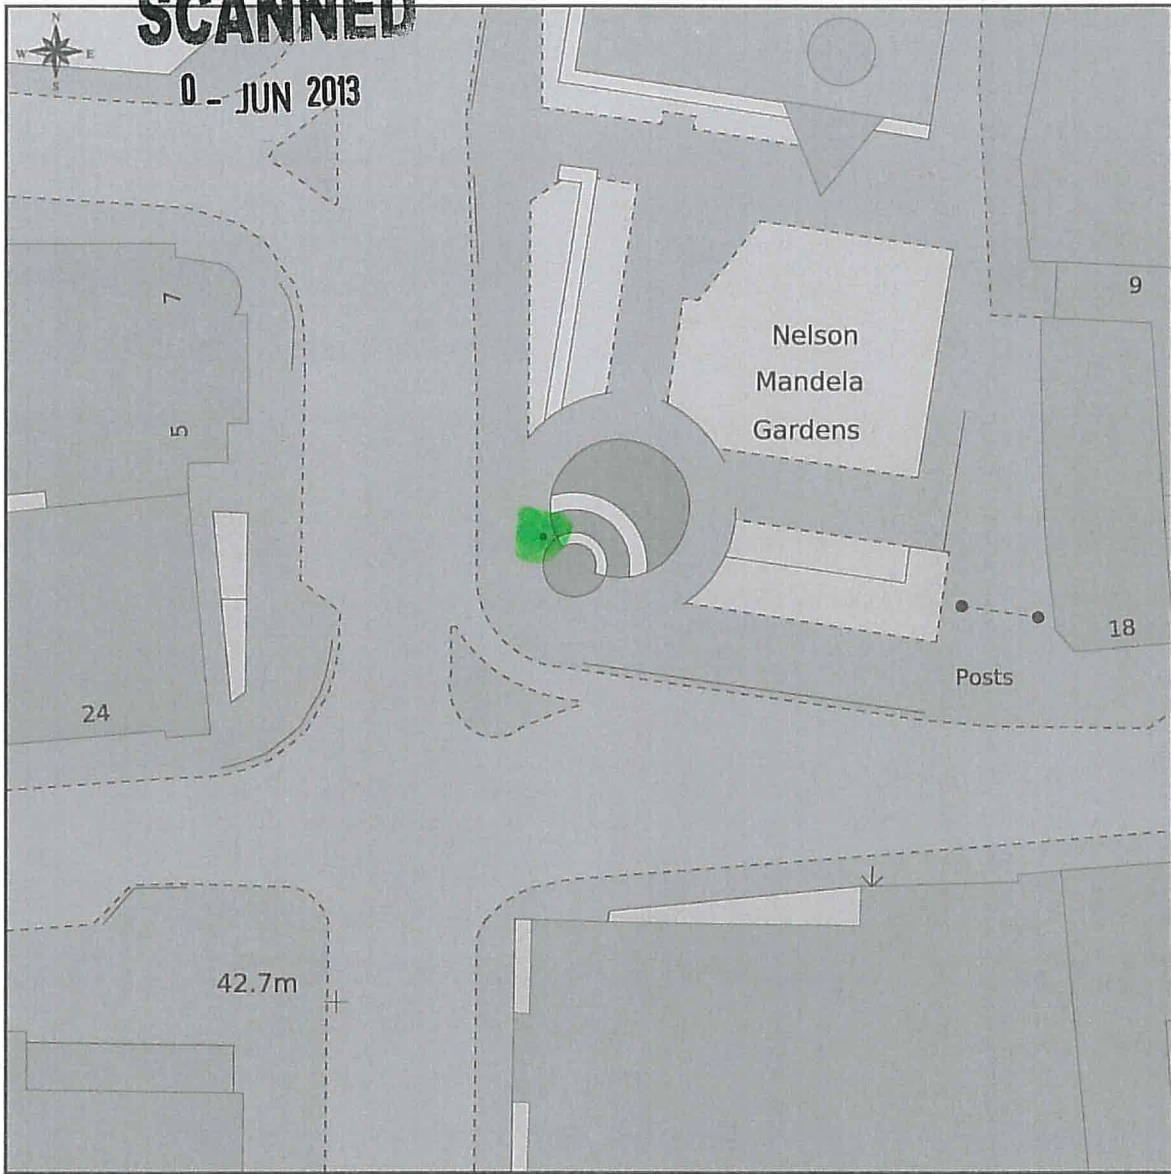 SCANNED
0 - JUN 2013
N
W E
S
7
5
Nelson
Mandela
Gardens
9
18
Posts
24
42.7m